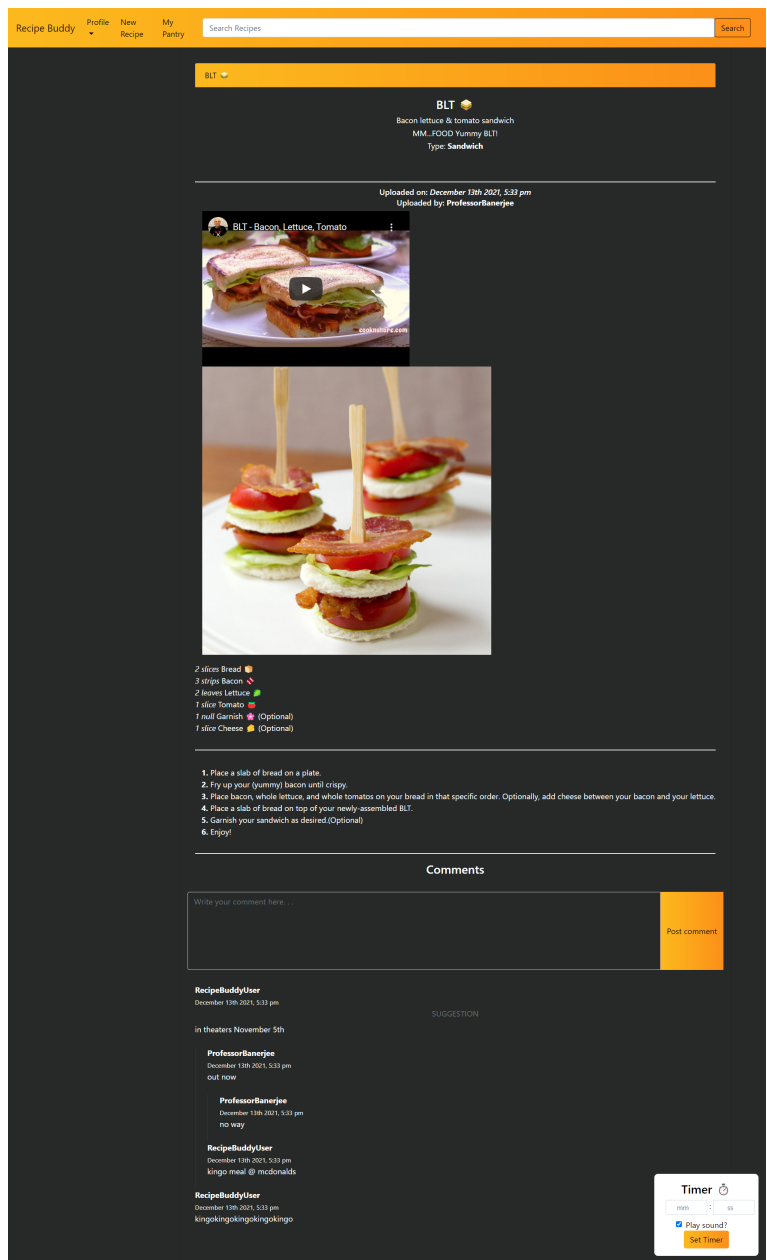 Recipe Buddy
Profile
New Recipe
My Pantry
Search Recipes
Search
BLT 🥪
BLT 🥪
Bacon lettuce & tomato sandwich
MM...FOOD Yummy BLT!
Type: Sandwich
Uploaded on: December 13th 2021, 5:33 pm
Uploaded by: ProfessorBanerjee
BLT - Bacon, Lettuce, Tomato
2 slices Bread 🍞
3 strips Bacon 🥓
2 leaves Lettuce 🥬
1 slice Tomato 🍅
1 null Garnish 🌸 (Optional)
1 slice Cheese 🧀 (Optional)
1. Place a slab of bread on a plate.
2. Fry up your (yummy) bacon until crispy.
3. Place bacon, whole lettuce, and whole tomatos on your bread in that specific order. Optionally, add cheese between your bacon and your lettuce.
4. Place a slab of bread on top of your newly-assembled BLT.
5. Garnish your sandwich as desired.(Optional)
6. Enjoy!
Comments
Write your comment here. . .
Post comment
RecipeBuddyUser
December 13th 2021, 5:33 pm
SUGGESTION
in theaters November 5th
ProfessorBanerjee
December 13th 2021, 5:33 pm
out now
ProfessorBanerjee
December 13th 2021, 5:33 pm
no way
RecipeBuddyUser
December 13th 2021, 5:33 pm
kingo meal @ mcdonalds
RecipeBuddyUser
December 13th 2021, 5:33 pm
kingokingokingokingokingo
Timer ⏱
mm : ss
Play sound?
Set Timer